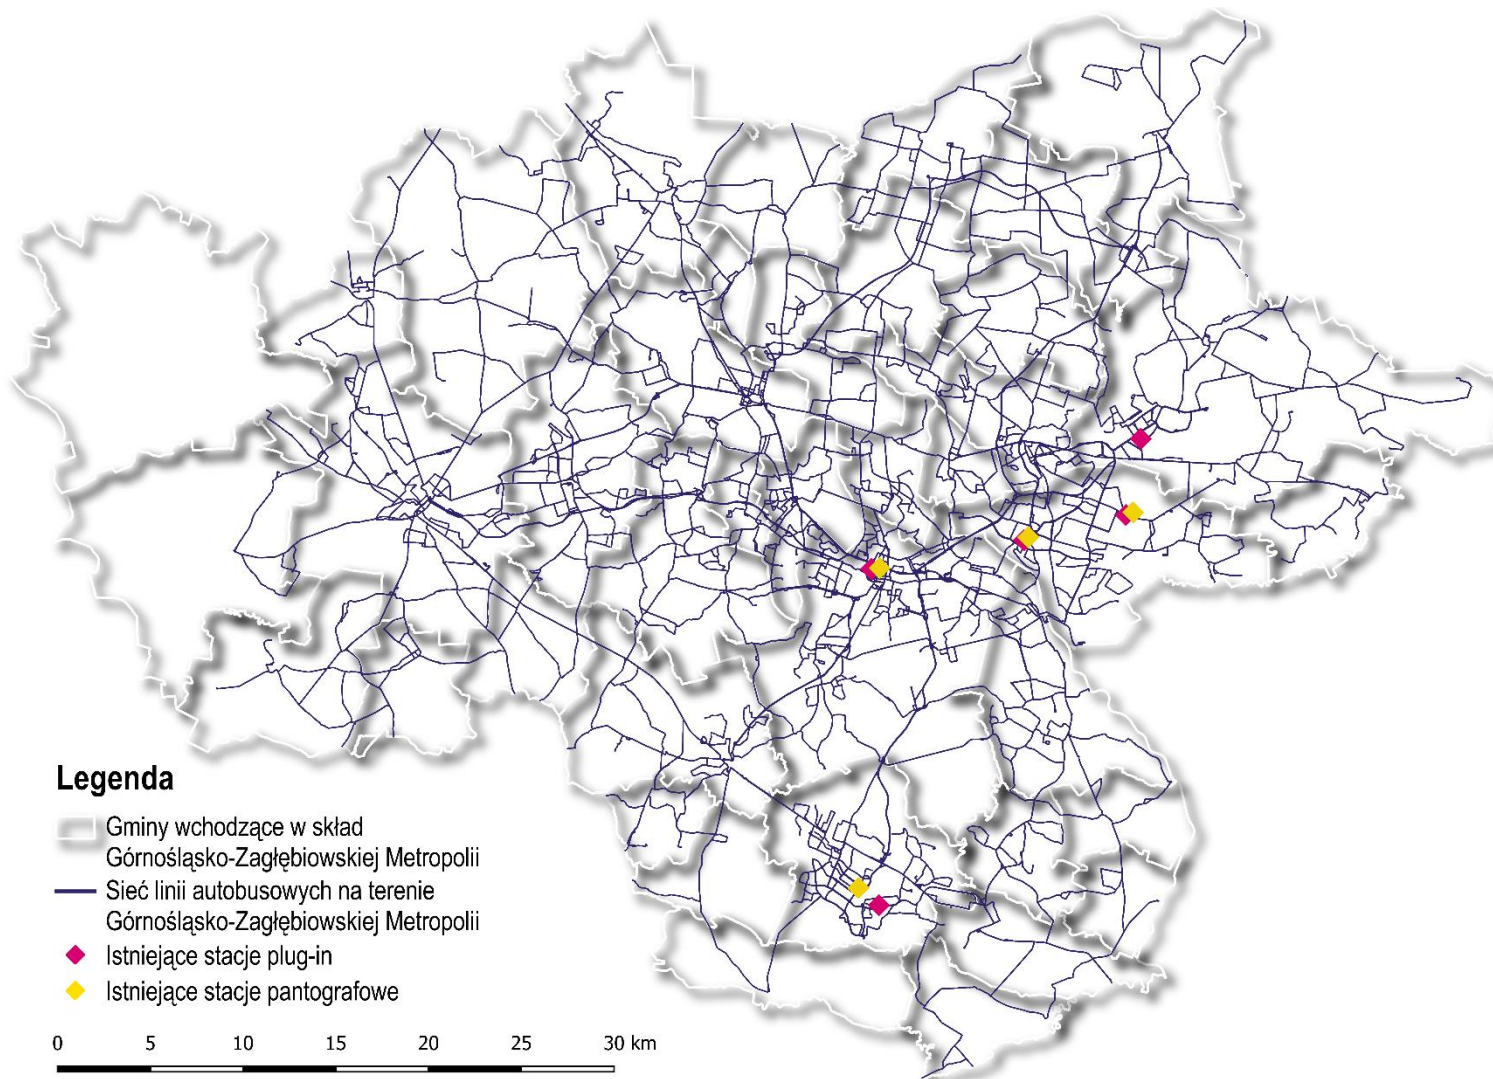 Legenda
Gminy wchodzące w skład
Górnośląsko-Zagłębiowskiej Metropolii
Sieć linii autobusowych na terenie
Górnośląsko-Zagłębiowskiej Metropolii
Istniejące stacje plug-in
Istniejące stacje pantografowe
0 5 10 15 20 25 30 km